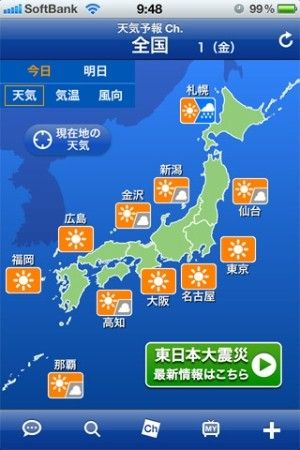 SoftBank 9:48 99%
天気予報 Ch.
全国 1 (金)
今日 明日
天気 気温 風向
現在地の
天気
札幌
新潟
金沢
仙台
広島
福岡
東京
名古屋
大阪
高知
那覇
東日本大震災
最新情報はこちら
Ch
MY